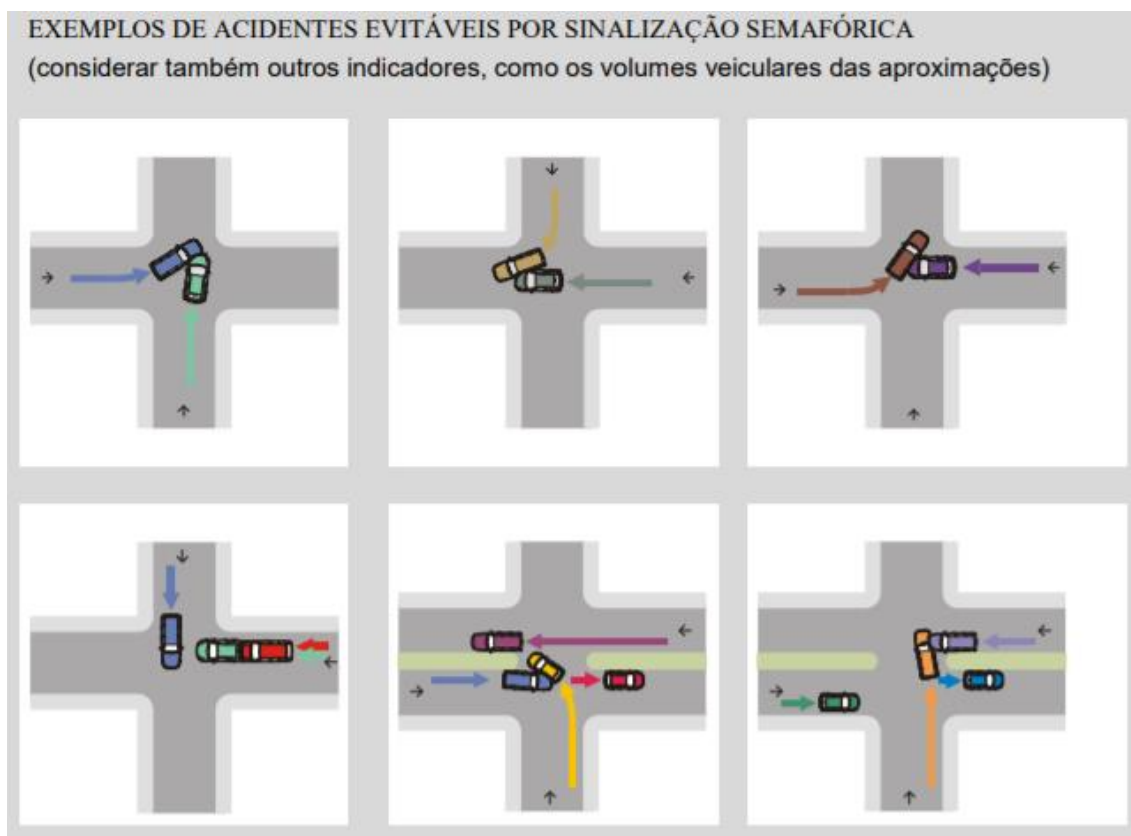 EXEMPLOS DE ACIDENTES EVITÁVEIS POR SINALIZAÇÃO SEMAFÓRICA
(considerar também outros indicadores, como os volumes veiculares das aproximações)